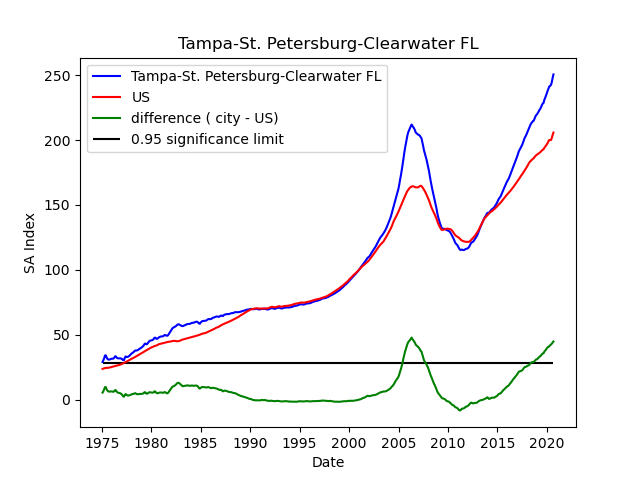 Tampa-St. Petersburg-Clearwater FL
Tampa-St. Petersburg-Clearwater FL
US
difference ( city - US)
0.95 significance limit
SA Index
250
200
150
100
50
0
1975 1980 1985 1990 1995 2000 2005 2010 2015 2020
Date